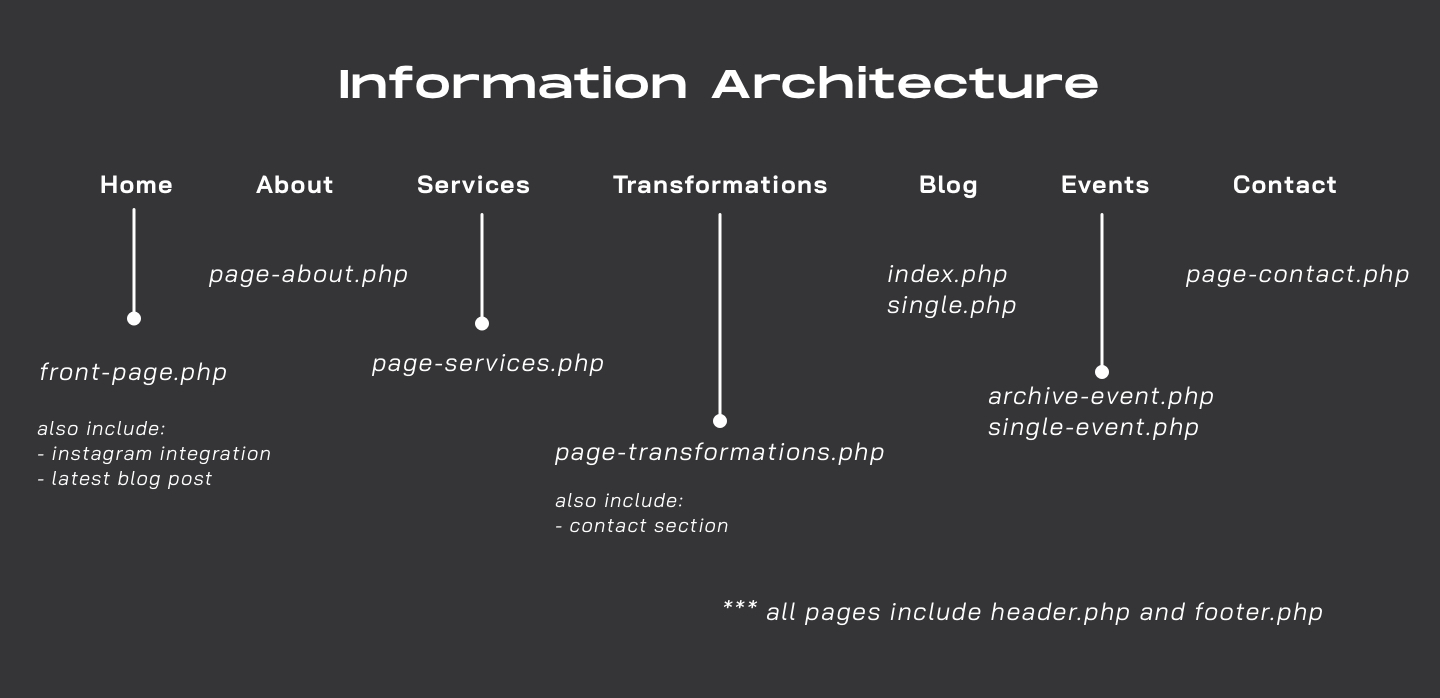 Information Architecture
Home
About
Services
Transformations
Blog
Events
Contact
page-about.php
index.php
single.php
page-contact.php
front-page.php
also include:
- instagram integration
- latest blog post
page-services.php
archive-event.php
single-event.php
page-transformations.php
also include:
- contact section
*** all pages include header.php and footer.php